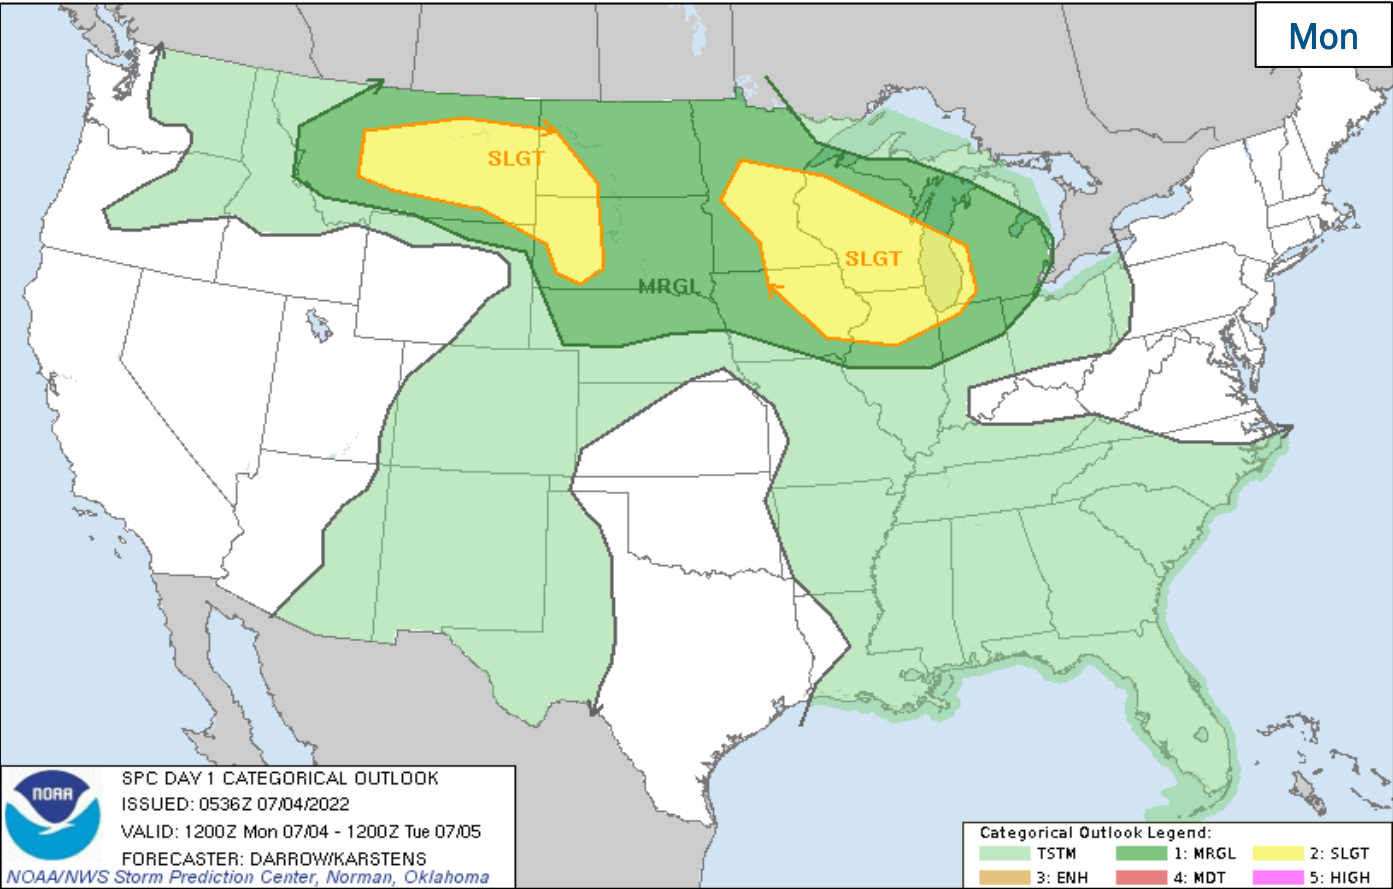 Mon
SLGT
SLGT
MRGL
NOAA
SPC DAY 1 CATEGORICAL OUTLOOK
ISSUED: 0536Z 07/04/2022
VALID: 1200Z Mon 07/04 - 1200Z Tue 07/05
FORECASTER: DARROW/KARSTENS
NOAA/NWS Storm Prediction Center, Norman, Oklahoma
Categorical Outlook Legend:
TSTM 1: MRGL 2: SLGT
3: ENH 4: MDT 5: HIGH